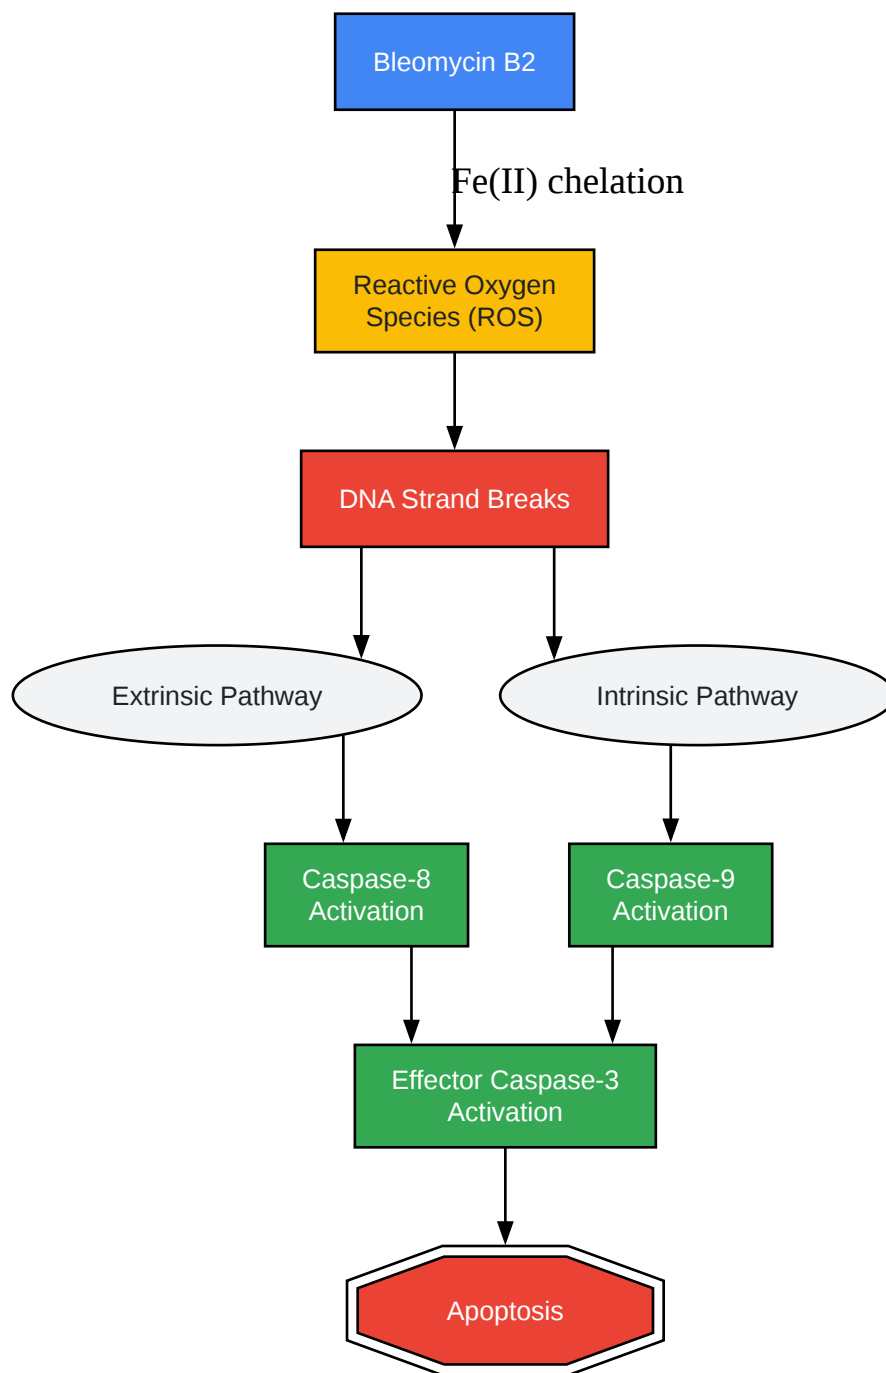 Bleomycin B2
Fe(II) chelation
Reactive Oxygen
Species (ROS)
DNA Strand Breaks
Extrinsic Pathway
Intrinsic Pathway
Caspase-8
Activation
Caspase-9
Activation
Effector Caspase-3
Activation
Apoptosis